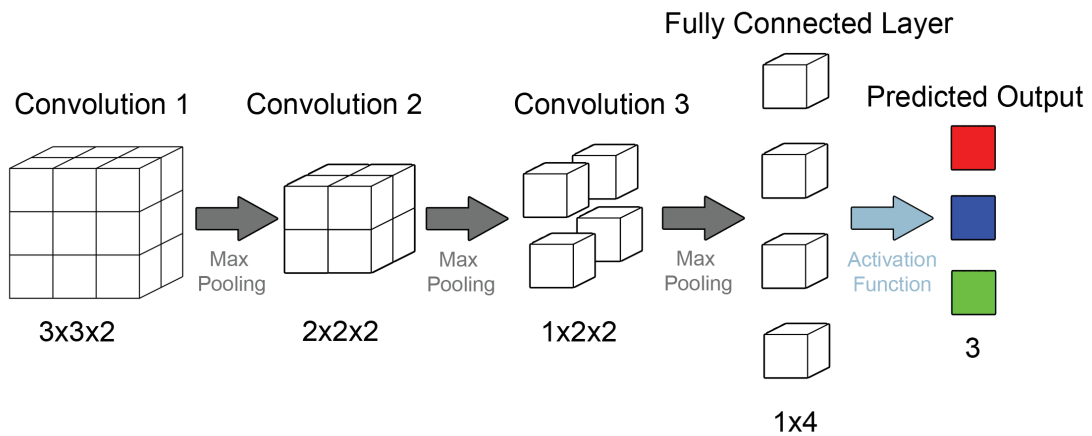 Fully Connected Layer
Convolution 1
Convolution 2
Convolution 3
Predicted Output
Max
Pooling
Max
Pooling
Max
Pooling
Activation
Function
3x3x2
2x2x2
1x2x2
3
1x4